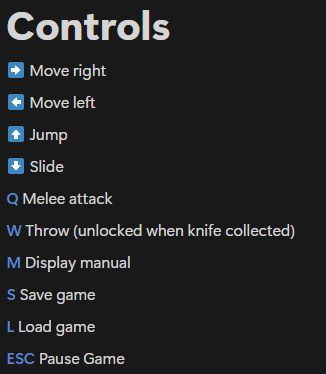 Controls
➡️ Move right
⬅️ Move left
⬆️ Jump
⬇️ Slide
Q Melee attack
W Throw (unlocked when knife collected)
M Display manual
S Save game
L Load game
ESC Pause Game